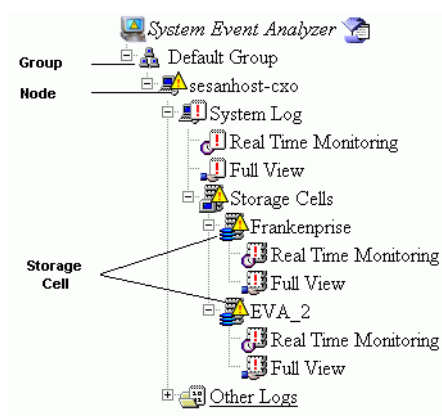 System Event Analyzer
Group
Default Group
Node
sesanhost-cxo
System Log
Real Time Monitoring
Full View
Storage Cells
Frankenprise
Real Time Monitoring
Storage
Cell
Full View
EVA_2
Real Time Monitoring
Full View
Other Logs